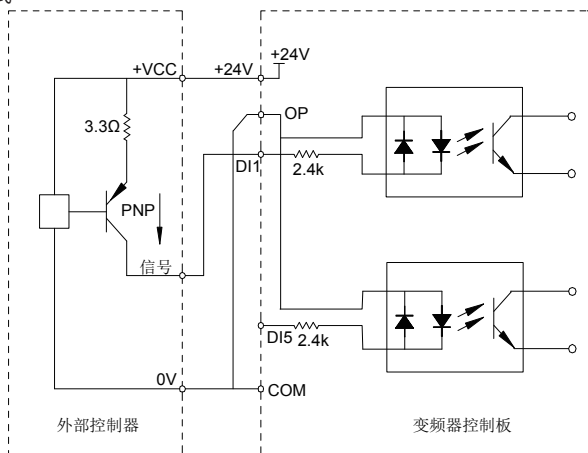 +24V
+VCC
+24V
OP
3.3Ω
DI1
2.4k
PNP
信号
DI5
2.4k
0V
COM
外部控制器
变频器控制板